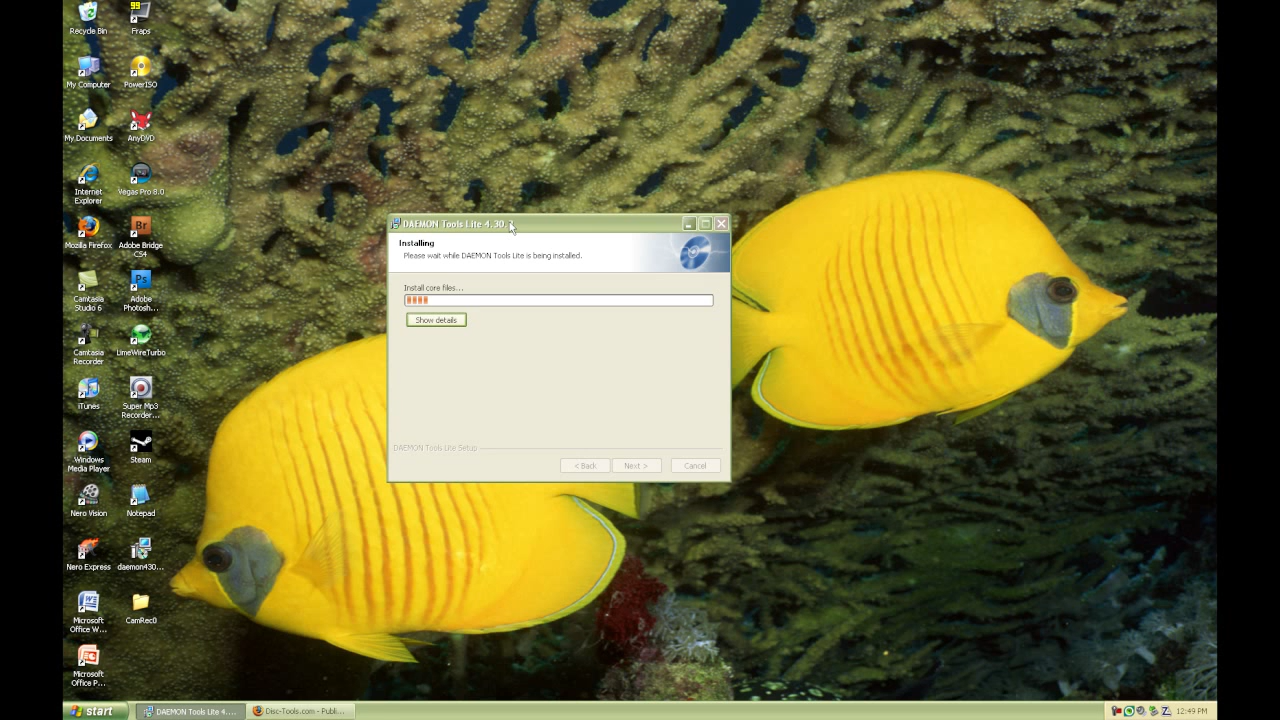 Recycle Bin
99
Fraps
My Computer
PowerISO
My Documents
AnyDVD
Internet
Explorer
Vegas Pro 8.0
Mozilla Firefox
Br
Adobe Bridge
CS4
Camtasia
Studio 6
Ps
Adobe
Photosh...
Camtasia
Recorder
LimeWireTurbo
iTunes
Super Mp3
Recorder...
Windows
Media Player
Steam
Nero Vision
Notepad
Nero Express
daemon430...
Microsoft
Office W...
CamRec0
Microsoft
Office P...
DAEMON Tools Lite 4.30.
Installing
Please wait while DAEMON Tools Lite is being installed.
Install core files...
Show details
DAEMON Tools Lite Setup
< Back
Next >
Cancel
start
DAEMON Tools Lite 4....
Disc-Tools.com - Publi...
12:49 PM